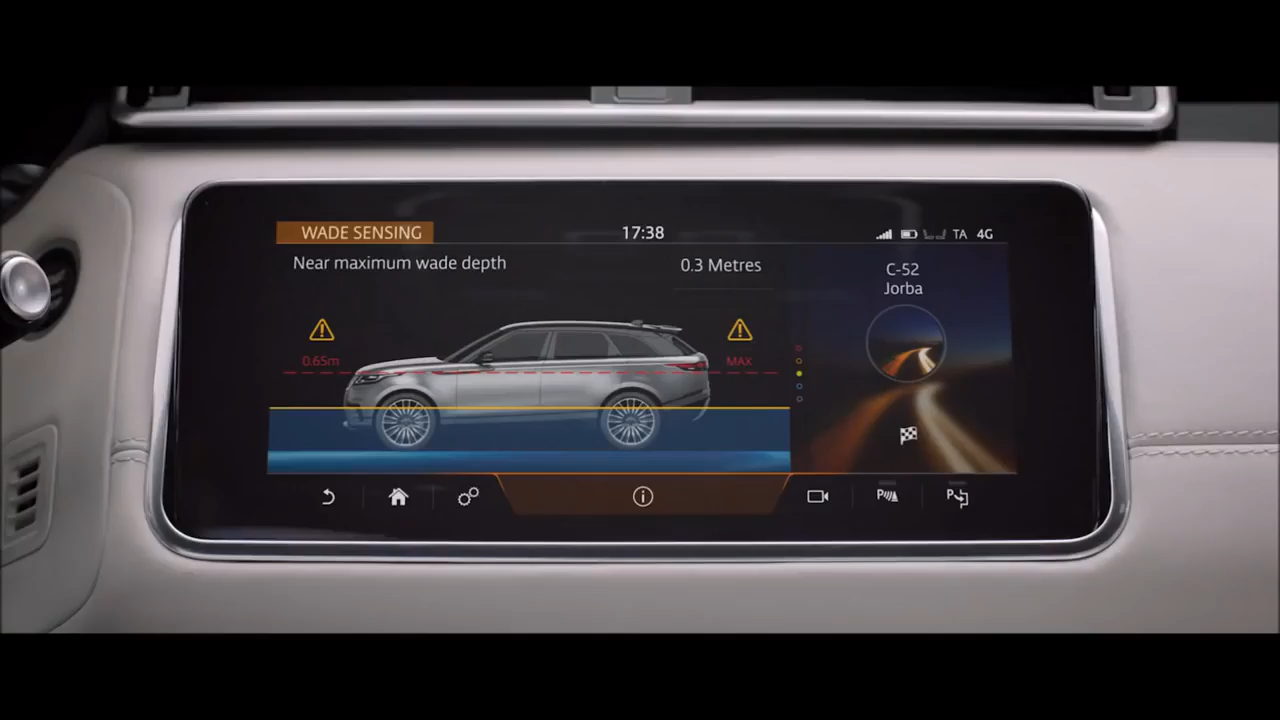 WADE SENSING
17:38
TA 4G
Near maximum wade depth
0.3 Metres
C-52
Jorba
0.65m
MAX
P
P